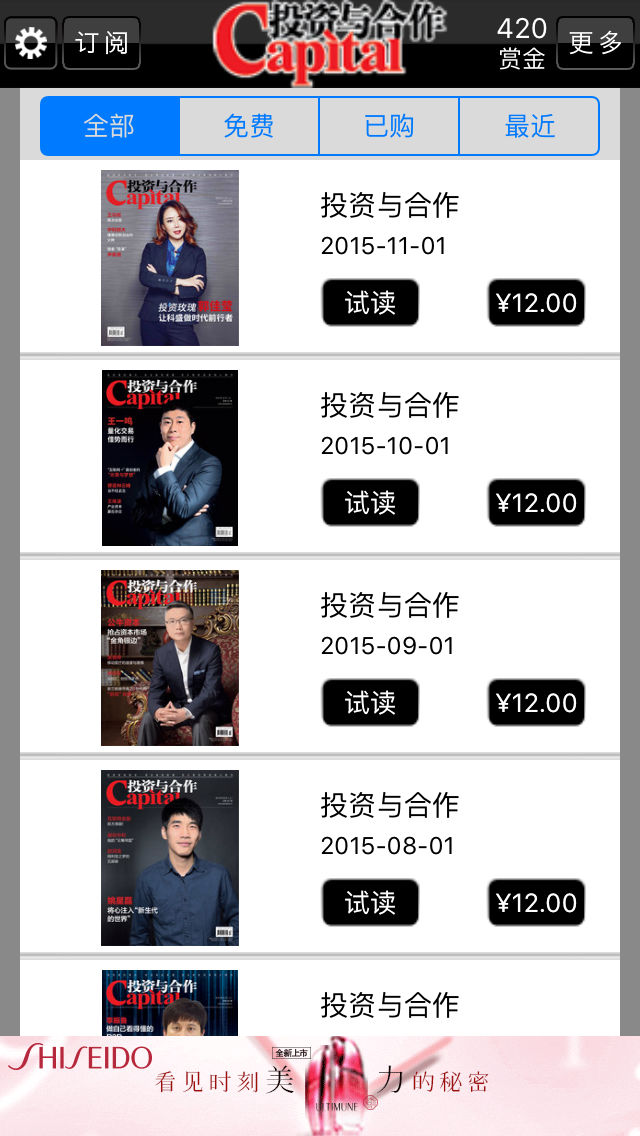 订阅
投资与合作
Capital
420
赏金
更多
全部
免费
已购
最近
投资与合作
Capital
投资玫瑰
让科盛做时代前行者
投资与合作
2015-11-01
试读
¥12.00
投资与合作
Capital
王一鸣
量化交易
借势而行
投资与合作
2015-10-01
试读
¥12.00
投资与合作
Capital
抢占资本市场
“金角银边”
投资与合作
2015-09-01
试读
¥12.00
投资与合作
Capital
将心注入“新生代
的世界”
投资与合作
2015-08-01
试读
¥12.00
投资与合作
Capital
做自己看得懂的
投资与合作
SHISEIDO
全新上市
看见时刻美 力的秘密
ULTIMUNE